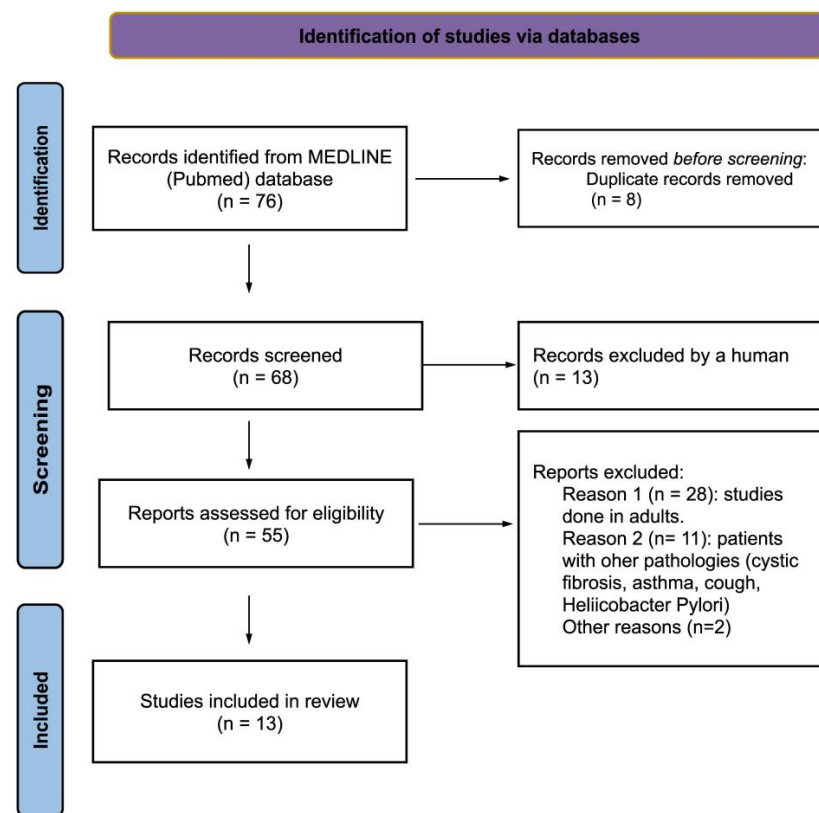 Identification of studies via databases
Identification
Records identified from MEDLINE
(Pubmed) database
(n = 76)
Records removed before screening:
Duplicate records removed
(n = 8)
Screening
Records screened
(n = 68)
Records excluded by a human
(n = 13)
Reports assessed for eligibility
(n = 55)
Reports excluded:
Reason 1 (n = 28): studies
done in adults.
Reason 2 (n= 11): patients
with oher pathologies (cystic
fibrosis, asthma, cough,
Heliicobacter Pylori)
Other reasons (n=2)
Included
Studies included in review
(n = 13)